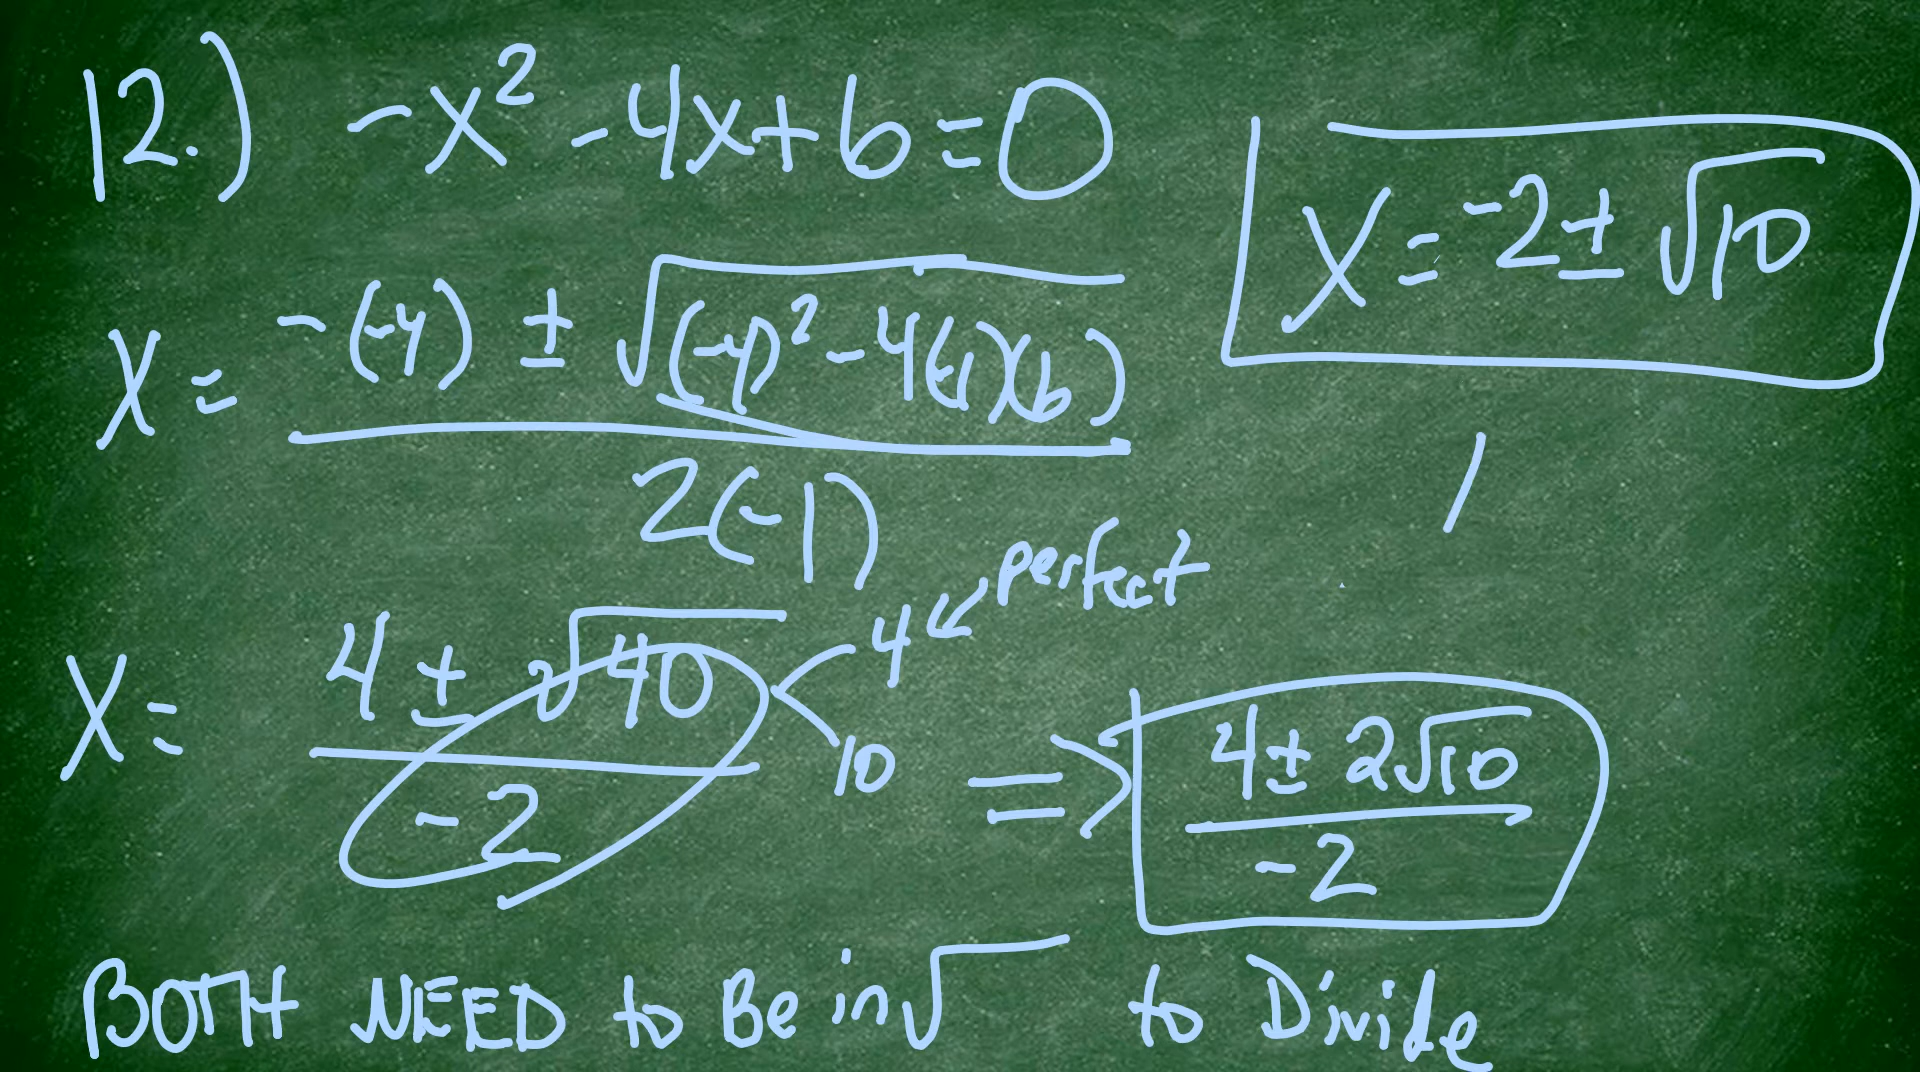 12.) -x² - 4x + 6 = 0
x = -2 ± √10
x = (-(-4) ± √((-4)² - 4(-1)(6))) / 2(-1)
perfect
x = (4 ± √40) / -2
4
10
=> (4 ± 2√10) / -2
BOTH NEED to Be in √ to Divide